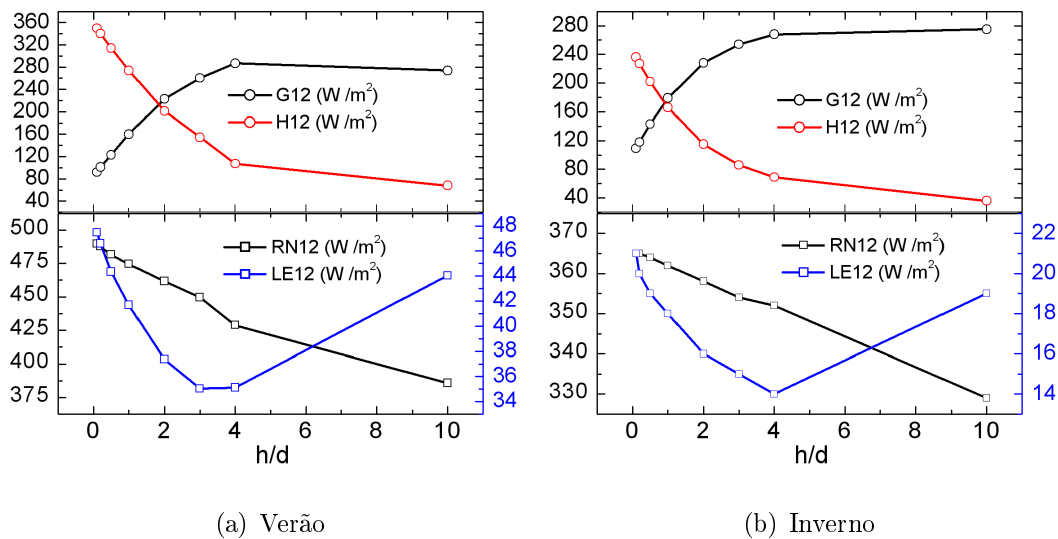 360
320
280
240
200
160
120
80
40
G12 (W /m²)
H12 (W /m²)
500
475
450
425
400
375
48
46
44
42
40
38
36
34
RN12 (W /m²)
LE12 (W /m²)
0 2 4 6 8 10
h/d
(a) Verão
280
240
200
160
120
80
40
G12 (W /m²)
H12 (W /m²)
370
360
350
340
330
22
20
18
16
14
RN12 (W /m²)
LE12 (W /m²)
0 2 4 6 8 10
h/d
(b) Inverno